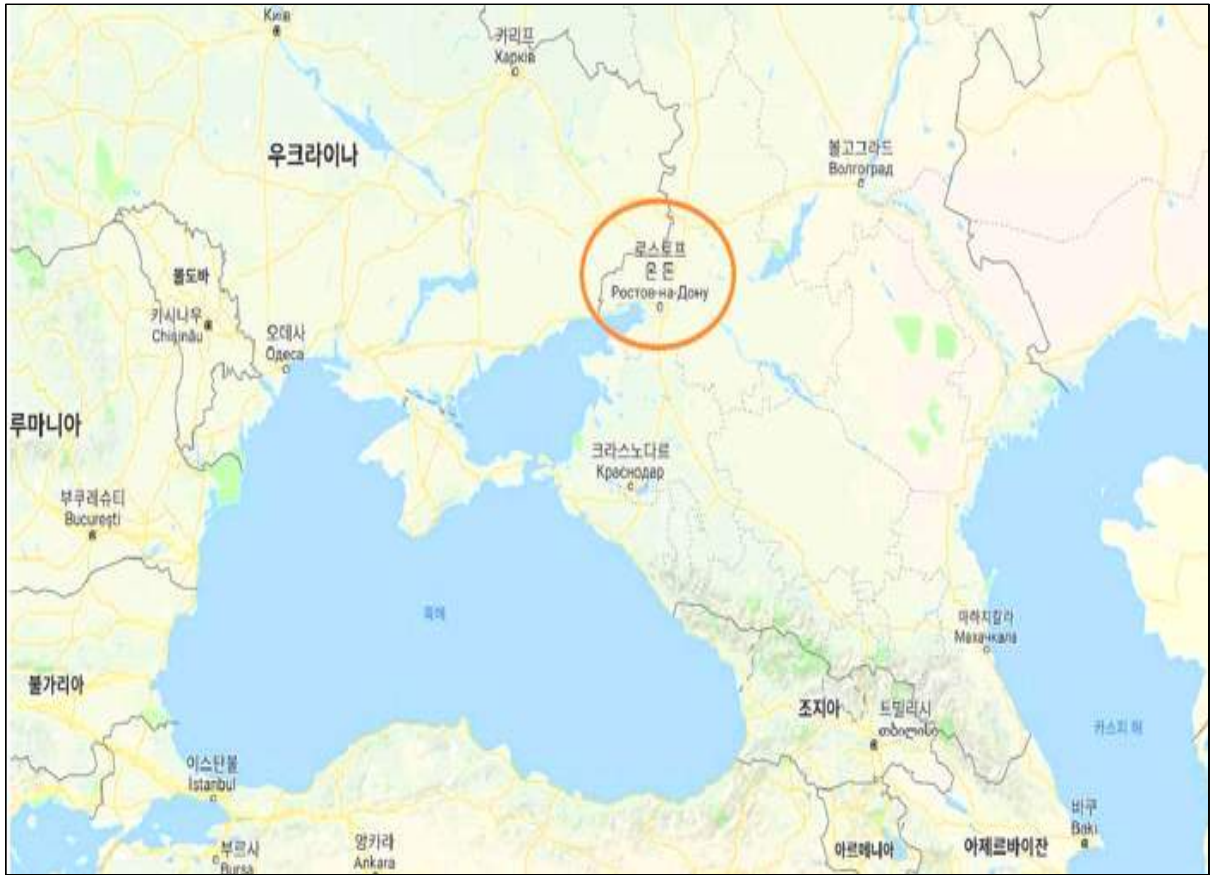 Київ
카리프
Харків
우크라이나
볼고그라드
Волгоград
로스토프
온 돈
Ростов-на-Дону
몰도바
키시나우
Chișinău
오데사
Одеса
루마니아
크라스노다르
Краснодар
부쿠레슈티
București
흑해
마하치칼라
Махачкала
불가리아
조지아
트빌리시
თბილისი
카스피 해
이스탄불
İstanbul
바쿠
Bakı
부르사
Bursa
앙카라
Ankara
아르메니아
아제르바이잔